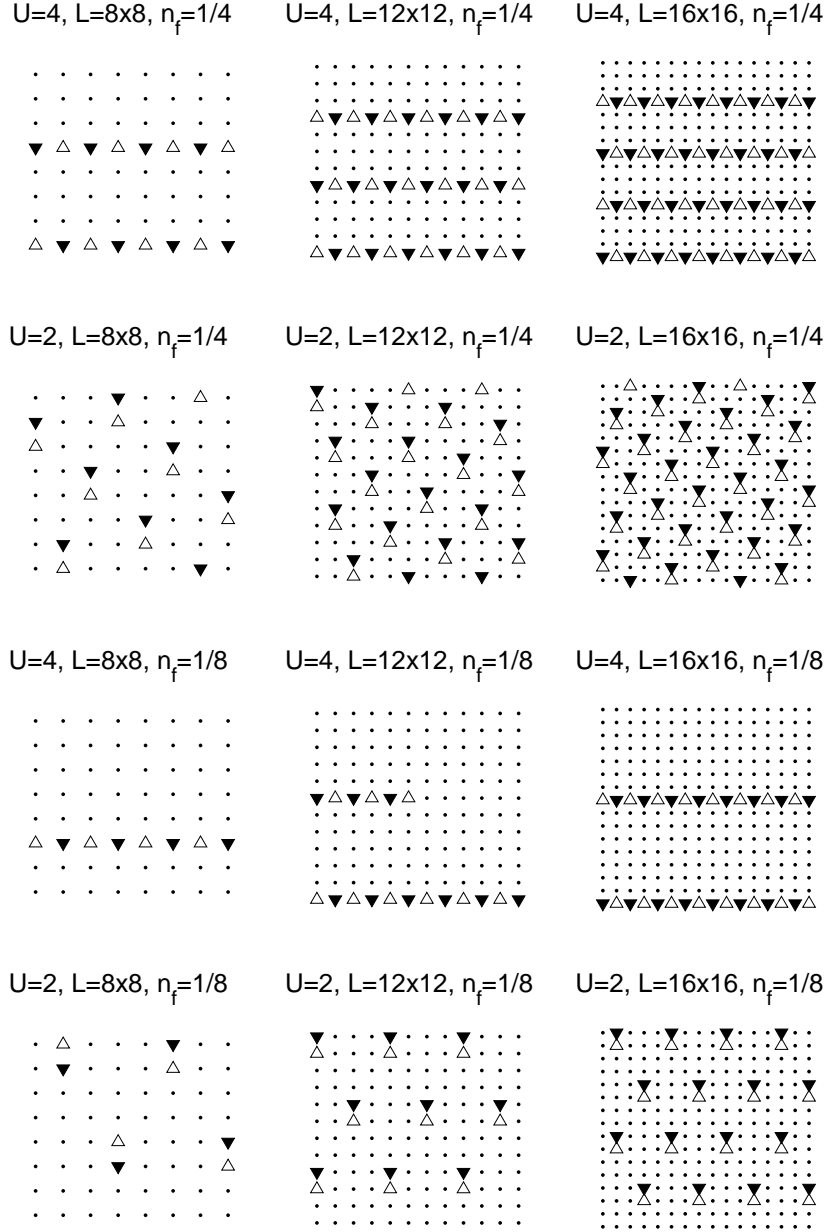 U=4, L=8x8, n_f=1/4
U=4, L=12x12, n_f=1/4
U=4, L=16x16, n_f=1/4
U=2, L=8x8, n_f=1/4
U=2, L=12x12, n_f=1/4
U=2, L=16x16, n_f=1/4
U=4, L=8x8, n_f=1/8
U=4, L=12x12, n_f=1/8
U=4, L=16x16, n_f=1/8
U=2, L=8x8, n_f=1/8
U=2, L=12x12, n_f=1/8
U=2, L=16x16, n_f=1/8